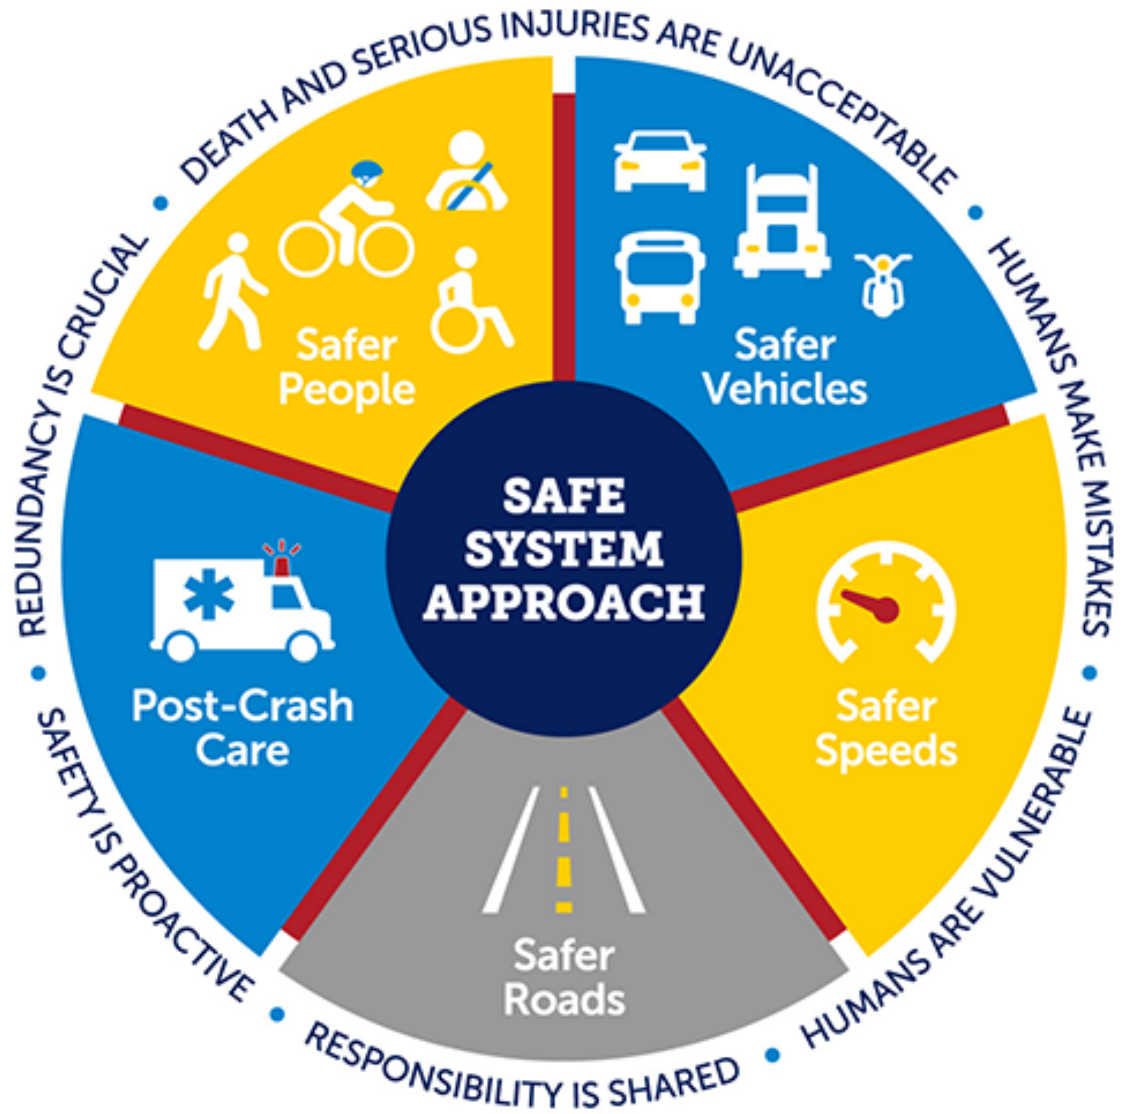 DEATH AND SERIOUS INJURIES ARE UNACCEPTABLE
HUMANS MAKE MISTAKES
HUMANS ARE VULNERABLE
RESPONSIBILITY IS SHARED
SAFETY IS PROACTIVE
REDUNDANCY IS CRUCIAL
Safer
People
Safer
Vehicles
SAFE
SYSTEM
APPROACH
Safer
Speeds
Post-Crash
Care
Safer
Roads